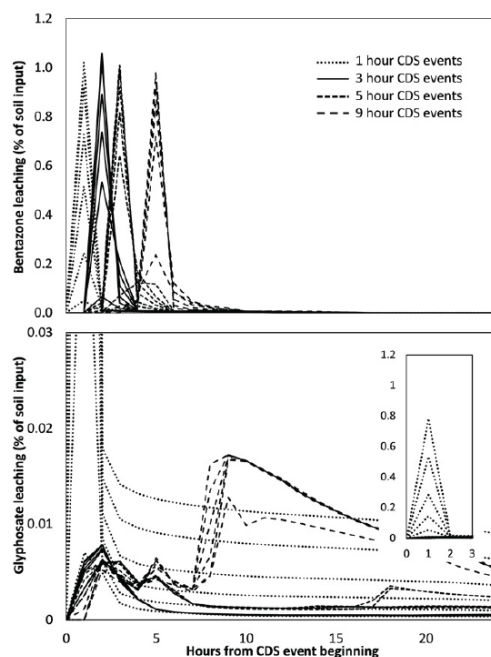 Bentazone leaching (% of soil input)
1.2
1.0
0.8
0.6
0.4
0.2
0.0
1 hour CDS events
3 hour CDS events
5 hour CDS events
9 hour CDS events
Glyphosate leaching (% of soil input)
0.03
0.02
0.01
0
1.2
1
0.8
0.6
0.4
0.2
0
0 1 2 3
0 5 10 15 20
Hours from CDS event beginning